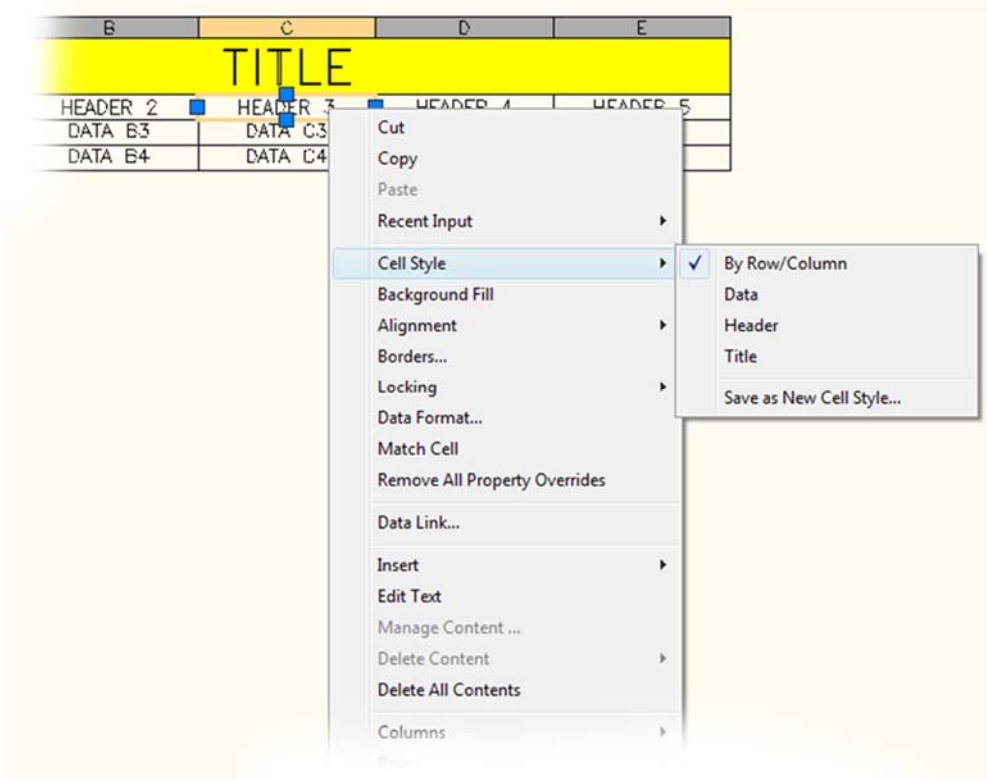 B C D E
TITLE
HEADER 2 HEADER 3 HEADER 4 HEADER 5
DATA B3 DATA C3
DATA B4 DATA C4
Cut
Copy
Paste
Recent Input
Cell Style
Background Fill
Alignment
Borders...
Locking
Data Format...
Match Cell
Remove All Property Overrides
Data Link...
Insert
Edit Text
Manage Content ...
Delete Content
Delete All Contents
Columns
By Row/Column
Data
Header
Title
Save as New Cell Style...